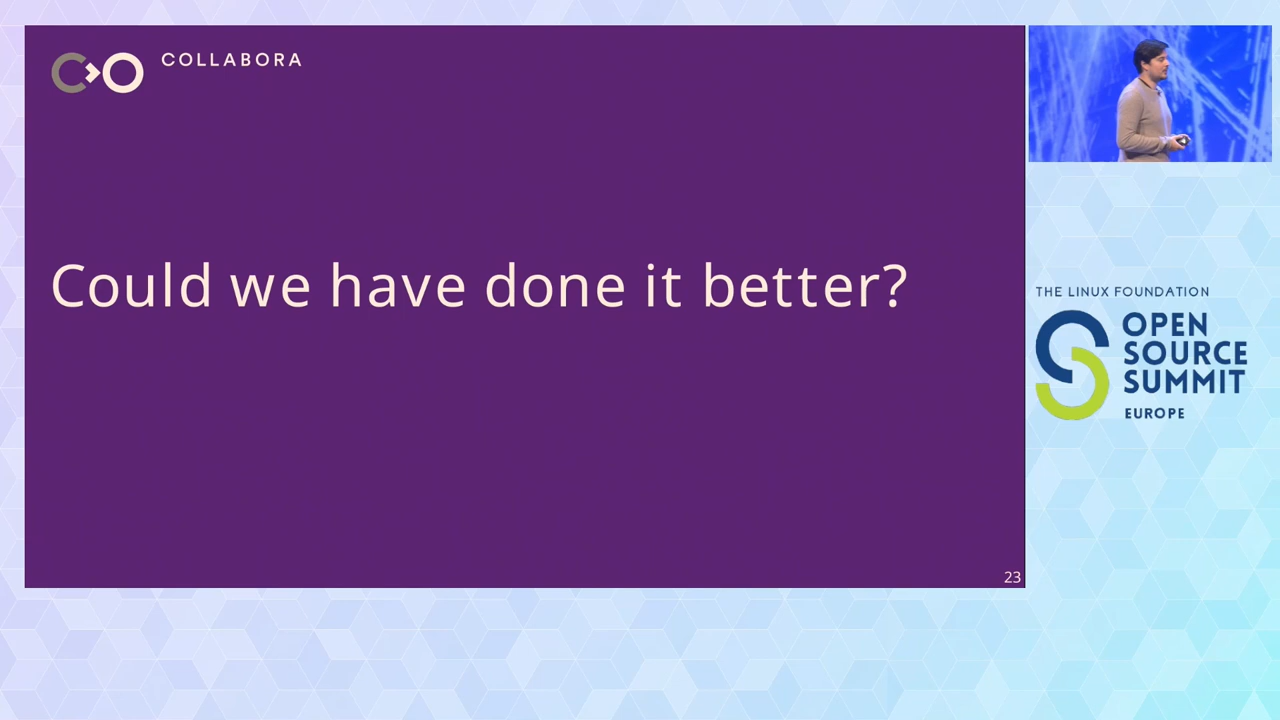 COLLABORA
Could we have done it better?
23
THE LINUX FOUNDATION
OPEN
SOURCE
SUMMIT
EUROPE